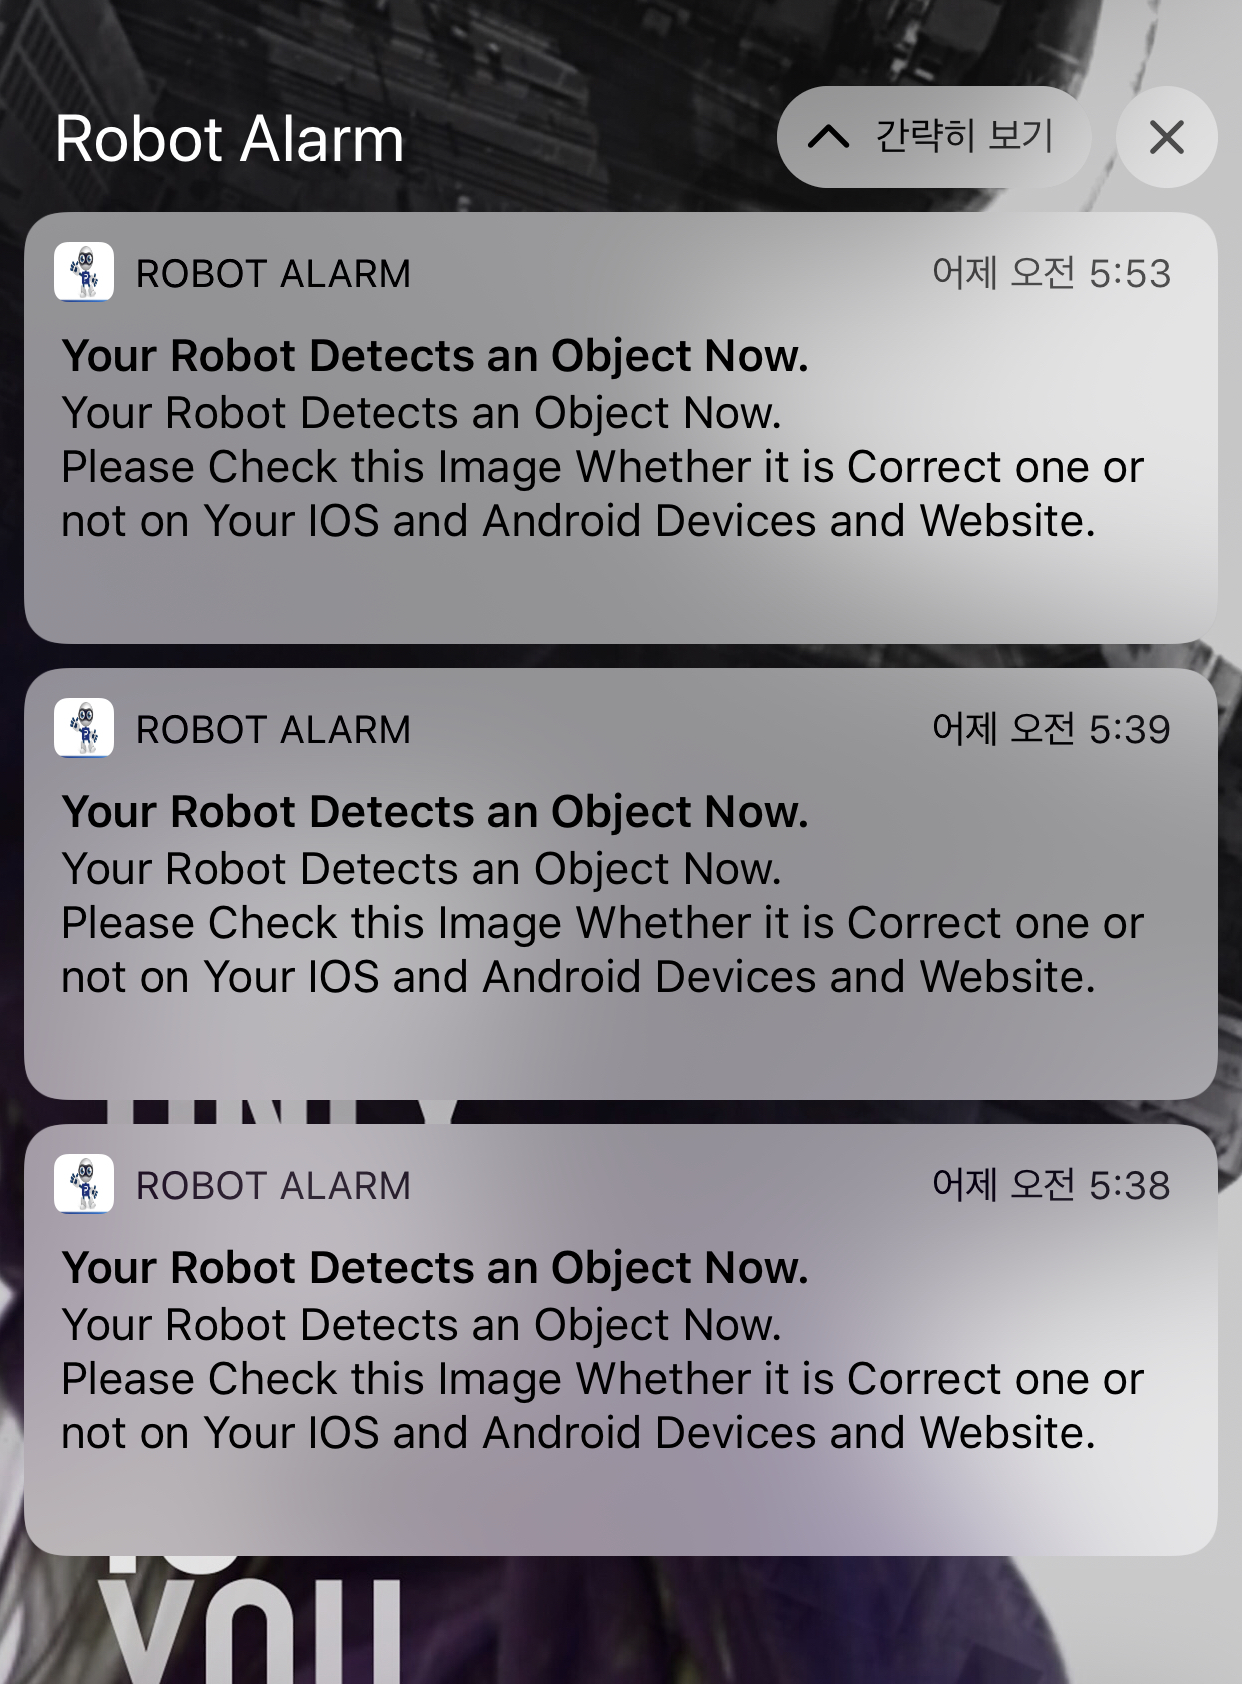 Robot Alarm
간략히 보기
ROBOT ALARM
어제 오전 5:53
Your Robot Detects an Object Now.
Your Robot Detects an Object Now.
Please Check this Image Whether it is Correct one or
not on Your IOS and Android Devices and Website.
ROBOT ALARM
어제 오전 5:39
Your Robot Detects an Object Now.
Your Robot Detects an Object Now.
Please Check this Image Whether it is Correct one or
not on Your IOS and Android Devices and Website.
ROBOT ALARM
어제 오전 5:38
Your Robot Detects an Object Now.
Your Robot Detects an Object Now.
Please Check this Image Whether it is Correct one or
not on Your IOS and Android Devices and Website.
YOU